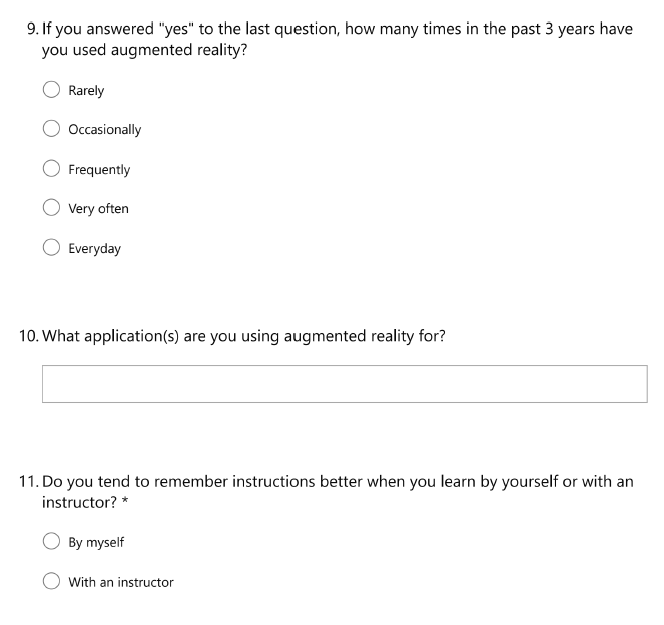 9. If you answered "yes" to the last question, how many times in the past 3 years have
you used augmented reality?
Rarely
Occasionally
Frequently
Very often
Everyday
10. What application(s) are you using augmented reality for?
11. Do you tend to remember instructions better when you learn by yourself or with an
instructor? *
By myself
With an instructor